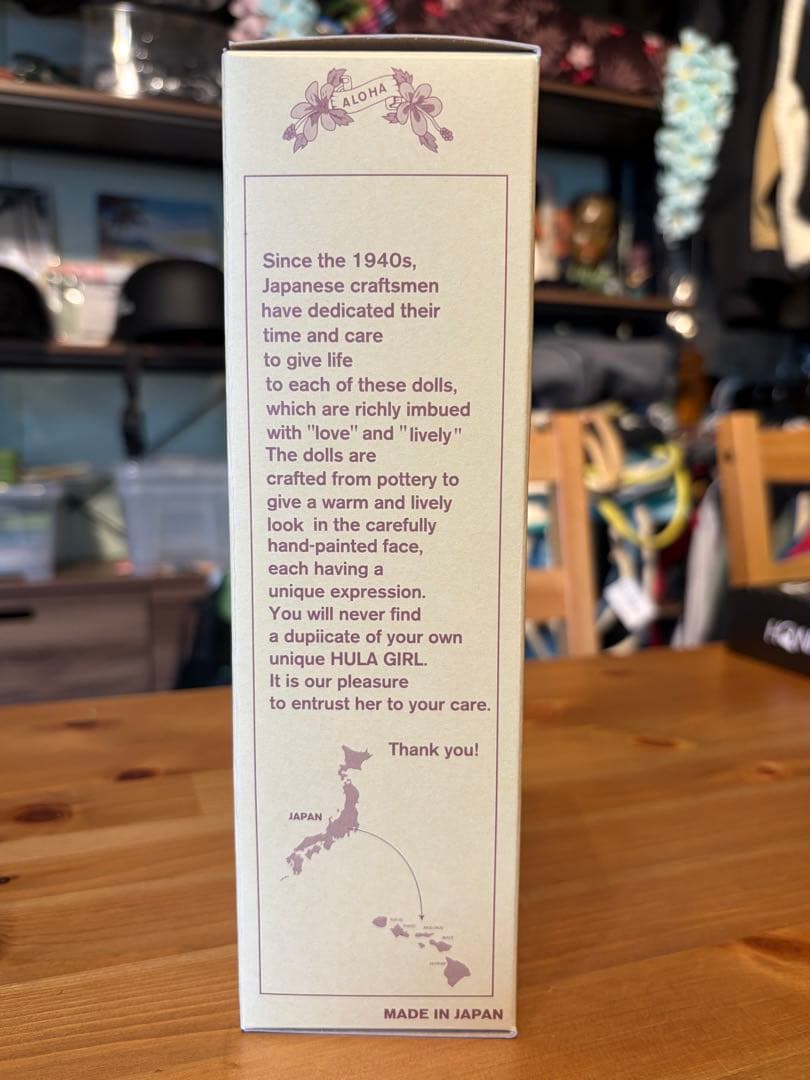 ALOHA
Since the 1940s,
Japanese craftsmen
have dedicated their
time and care
to give life
to each of these dolls,
which are richly imbued
with "love" and "lively"
The dolls are
crafted from pottery to
give a warm and lively
look in the carefully
hand-painted face,
each having a
unique expression.
You will never find
a dupiicate of your own
unique HULA GIRL.
It is our pleasure
to entrust her to your care.
Thank you!
JAPAN
MADE IN JAPAN